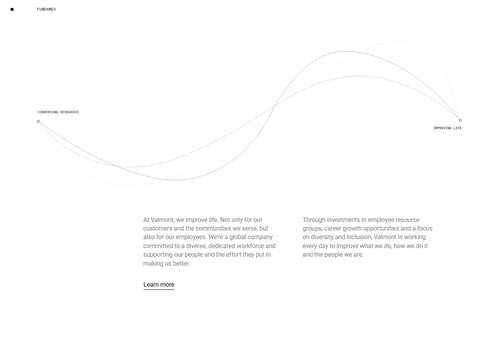 FUNDAMEN
CONSERVING RESOURCES
IMPROVING LIFE
At Valmont, we improve life. Not only for our
customers and the communities we serve, but
also for our employees. We're a global company
committed to a diverse, dedicated workforce and
supporting our people and the effort they put in
making us better.
Learn more
Through investments in employee resource
groups, career growth opportunities and a focus
on diversity and inclusion, Valmont is working
every day to improve what we do, how we do it
and the people we are.